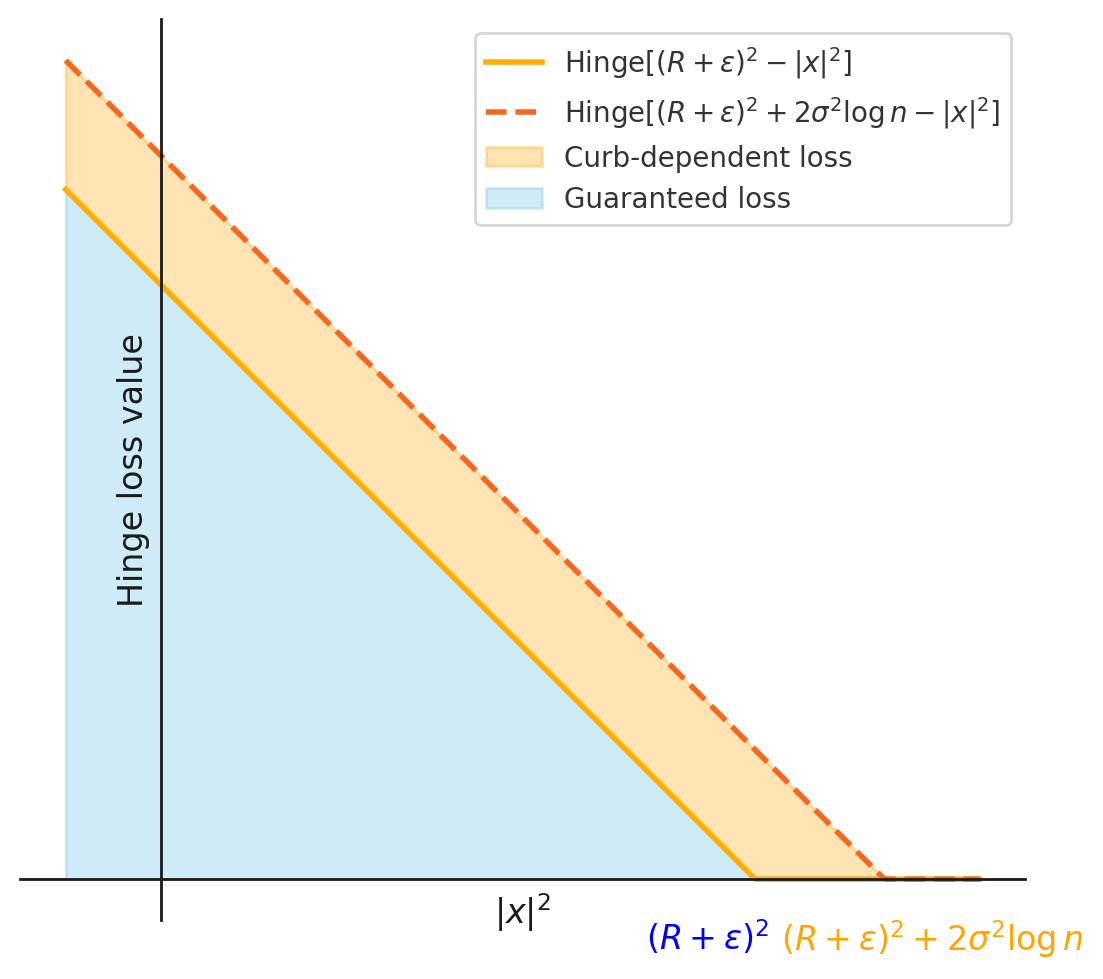 Hinge[(R + ε)² − |x|²]
Hinge[(R + ε)² + 2σ² log n − |x|²]
Curb-dependent loss
Guaranteed loss
Hinge loss value
|x|²
(R + ε)² (R + ε)² + 2σ² log n